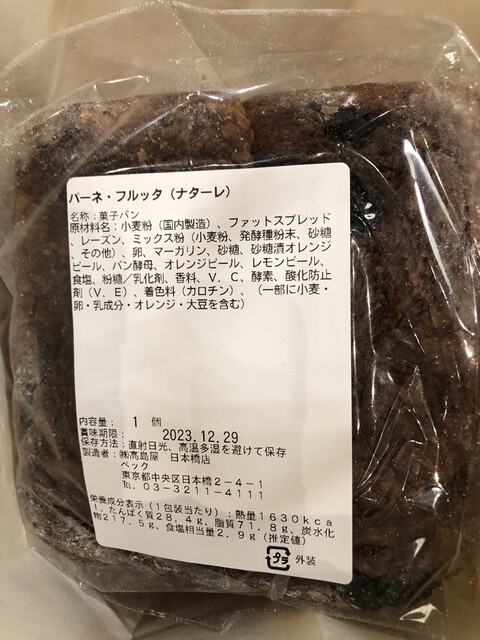 パーネ・フルッタ（ナターレ）
名称：菓子パン
原材料名：小麦粉（国内製造）、ファットスプレッド
、レーズン、ミックス粉（小麦粉、発酵種粉末、砂糖
、その他）、卵、マーガリン、砂糖、砂糖漬オレンジ
ピール、パン酵母、オレンジピール、レモンピール、
食塩、粉糖／乳化剤、香料、Ｖ．Ｃ、酵素、酸化防止
剤（Ｖ．Ｅ）、着色料（カロチン）、（一部に小麦・
卵・乳成分・オレンジ・大豆を含む）
内容量： １ 個
賞味期限： 2023.12.29
保存方法：直射日光、高温多湿を避けて保存
製造者：㈱髙島屋 日本橋店
ペック
東京都中央区日本橋２－４－１
℡．０３－３２１１－４１１１
栄養成分表示（１包装当たり）：熱量１６３０ｋｃａ
ｌ、たんぱく質２８．４ｇ、脂質７１．８ｇ、炭水化
物２１７．５ｇ、食塩相当量２．９ｇ（推定値）
プラ 外装